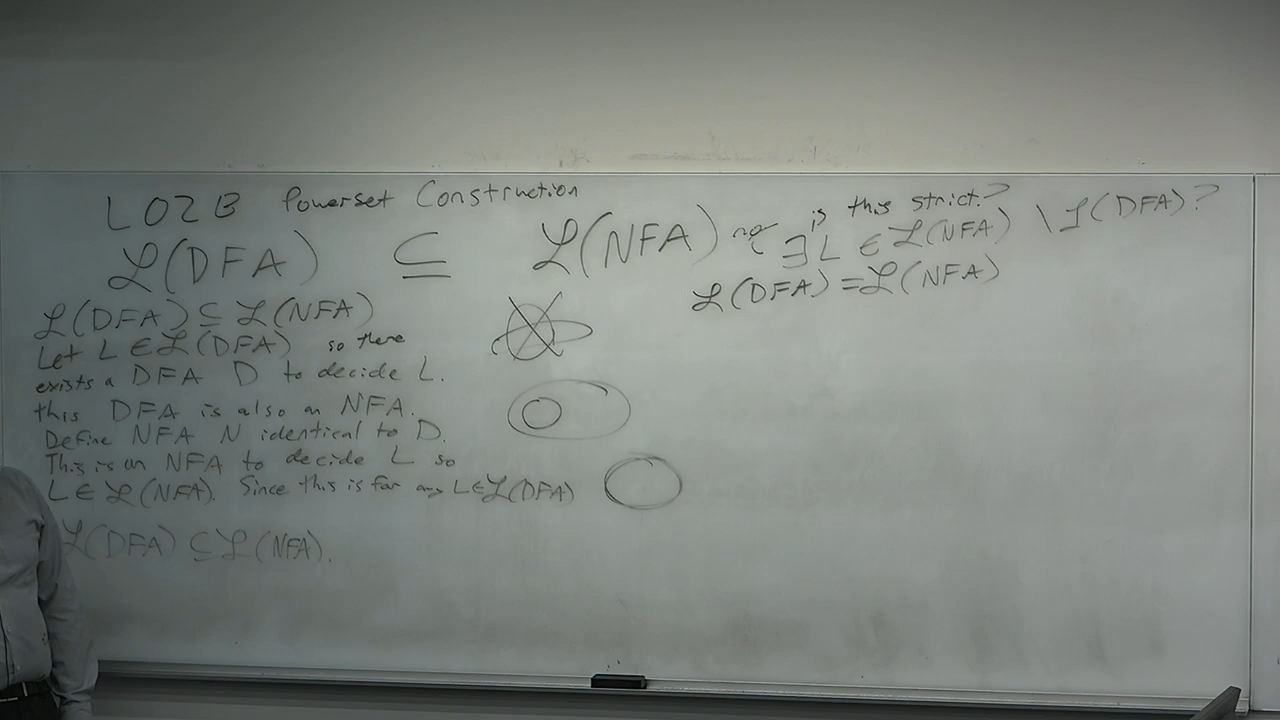 L02B Powerset Construction
ℒ(DFA) ⊆ ℒ(NFA)
ℒ(DFA) ⊆ ℒ(NFA)
Let L ∈ ℒ(DFA) so there
exists a DFA D to decide L.
this DFA is also an NFA.
Define NFA N identical to D.
This is an NFA to decide L so
L ∈ ℒ(NFA). Since this is for any L∈ℒ(DFA)
ℒ(DFA) ⊆ ℒ(NFA).
is this strict?
∃L ∈ ℒ(NFA) \ ℒ(DFA)?
ℒ(DFA) = ℒ(NFA)